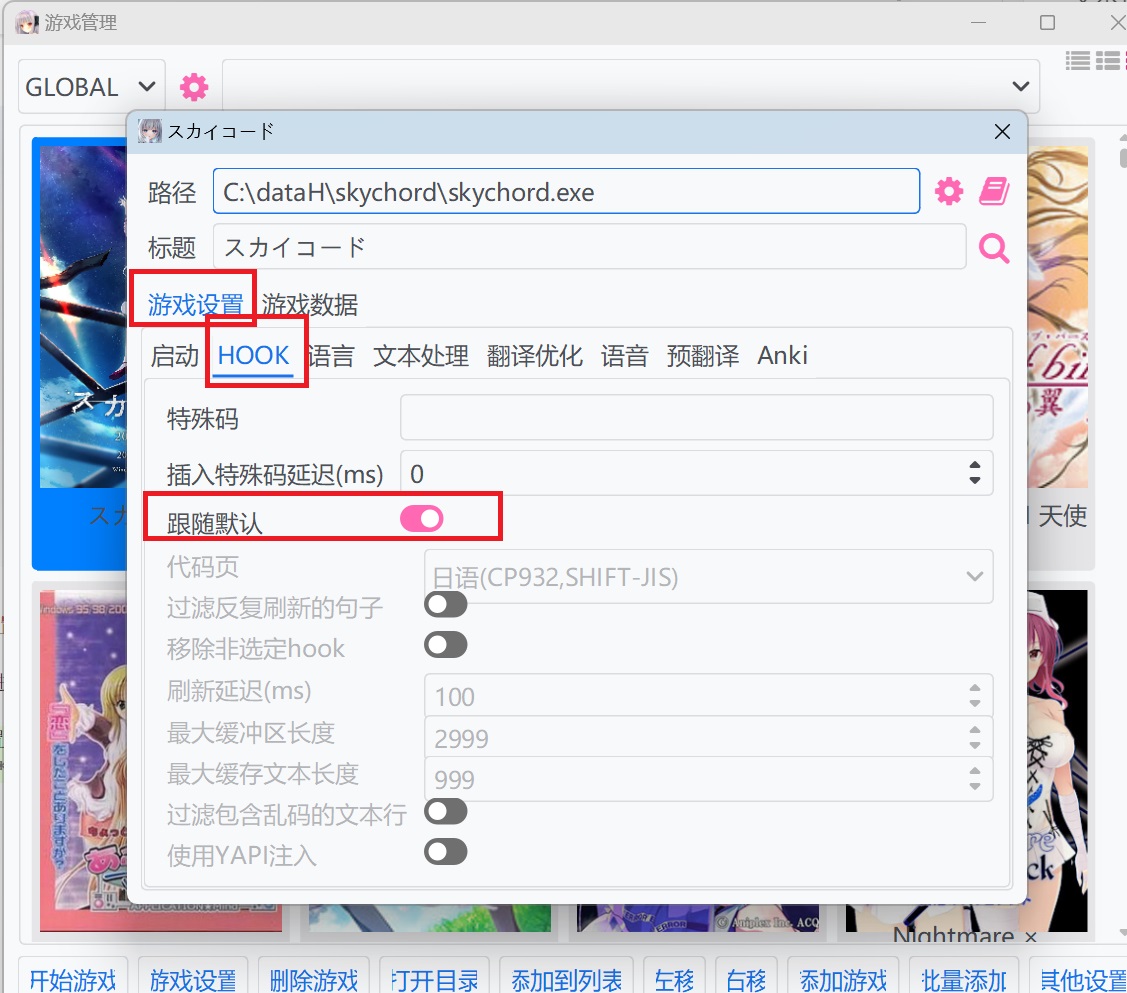 游戏管理
GLOBAL
スカイコード
路径 C:\dataH\skychord\skychord.exe
标题 スカイコード
游戏设置 游戏数据
启动 HOOK 语言 文本处理 翻译优化 语音 预翻译 Anki
特殊码
插入特殊码延迟(ms) 0
跟随默认
代码页 日语(CP932,SHIFT-JIS)
过滤反复刷新的句子
移除非选定hook
刷新延迟(ms) 100
最大缓冲区长度 2999
最大缓存文本长度 999
过滤包含乱码的文本行
使用YAPI注入
天使
ERROR
© Aniplex Inc. ACQ
Nightmare ×
开始游戏 游戏设置 删除游戏 打开目录 添加到列表 左移 右移 添加游戏 批量添加 其他设置